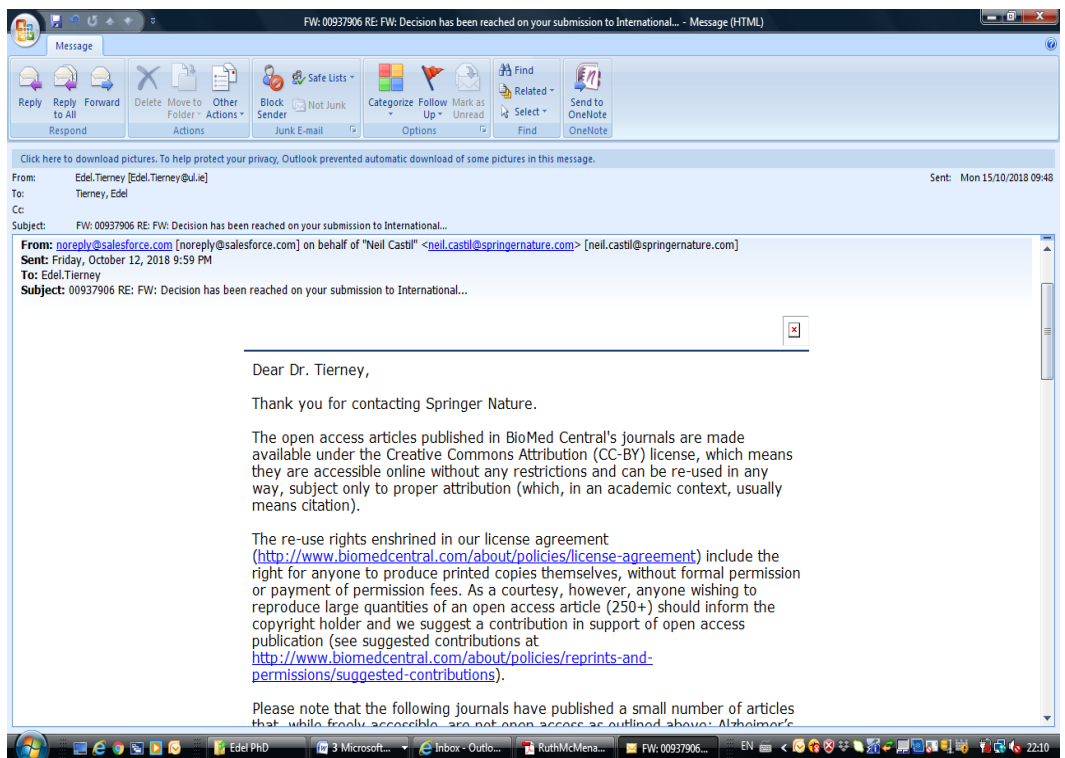 FW: 00937906 RE: FW: Decision has been reached on your submission to International... - Message (HTML)
Message
Reply Reply to All Forward Delete Move to Folder Other Actions Block Sender Safe Lists Not Junk Categorize Follow Up Mark as Unread Find Related Select Send to OneNote
Respond Actions Junk E-mail Options Find OneNote
Click here to download pictures. To help protect your privacy, Outlook prevented automatic download of some pictures in this message.
From: Edel.Tierney [Edel.Tierney@ul.ie] Sent: Mon 15/10/2018 09:48
To: Tierney, Edel
Cc:
Subject: FW: 00937906 RE: FW: Decision has been reached on your submission to International...
From: noreply@salesforce.com [noreply@salesforce.com] on behalf of "Neil Castil" <neil.castil@springernature.com> [neil.castil@springernature.com]
Sent: Friday, October 12, 2018 9:59 PM
To: Edel.Tierney
Subject: 00937906 RE: FW: Decision has been reached on your submission to International...
Dear Dr. Tierney,
Thank you for contacting Springer Nature.
The open access articles published in BioMed Central's journals are made
available under the Creative Commons Attribution (CC-BY) license, which means
they are accessible online without any restrictions and can be re-used in any
way, subject only to proper attribution (which, in an academic context, usually
means citation).
The re-use rights enshrined in our license agreement
(http://www.biomedcentral.com/about/policies/license-agreement) include the
right for anyone to produce printed copies themselves, without formal permission
or payment of permission fees. As a courtesy, however, anyone wishing to
reproduce large quantities of an open access article (250+) should inform the
copyright holder and we suggest a contribution in support of open access
publication (see suggested contributions at
http://www.biomedcentral.com/about/policies/reprints-and-
permissions/suggested-contributions).
Please note that the following journals have published a small number of articles
that, while freely accessible, are not open access as outlined above: Alzheimer's
Edel PhD 3 Microsoft... Inbox - Outlo... RuthMcMena... FW: 00937906... EN 22:10